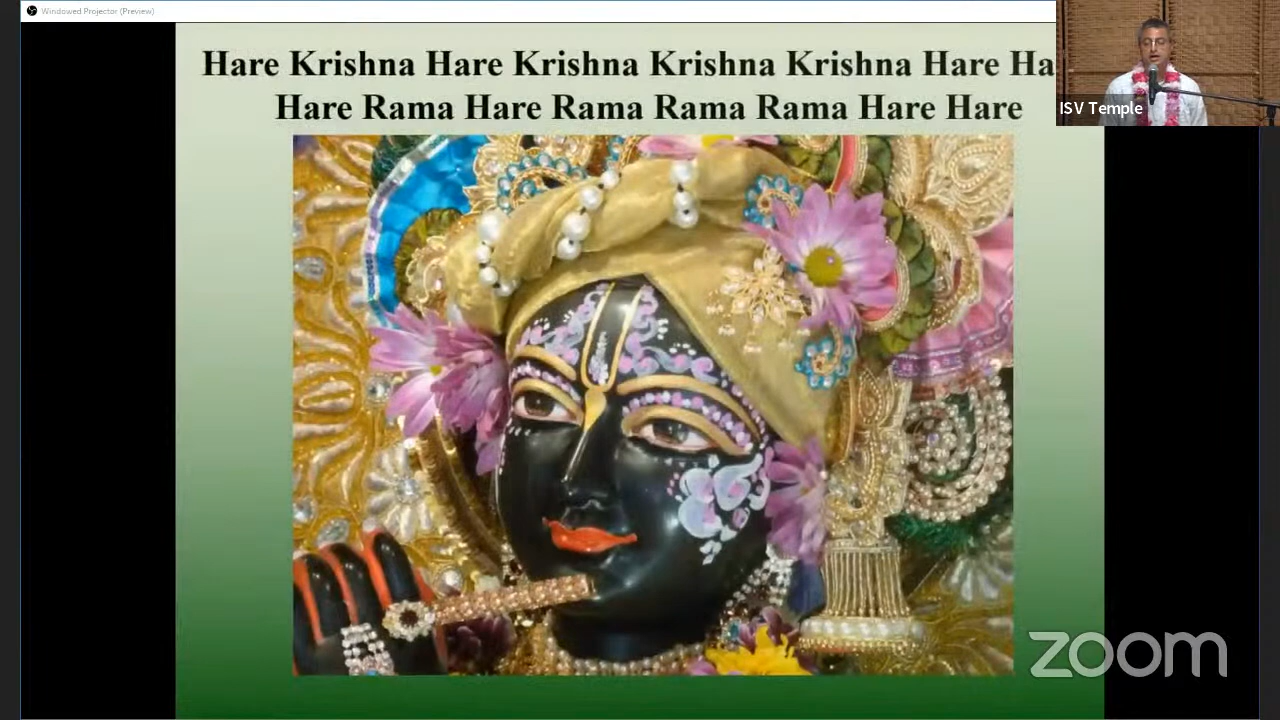 Windowed Projector (Preview)
Hare Krishna Hare Krishna Krishna Krishna Hare Ha
Hare Rama Hare Rama Rama Rama Hare Hare
ISV Temple
zoom